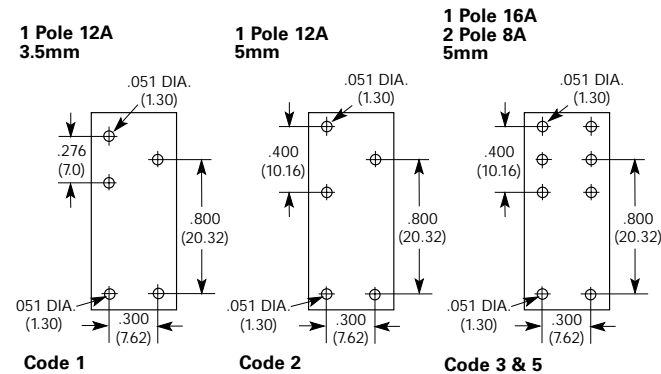 1 Pole 12A
3.5mm
.051 DIA.
(1.30)
.276
(7.0)
.800
(20.32)
051 DIA.
(1.30)
.300
(7.62)
Code 1
1 Pole 12A
5mm
.051 DIA.
(1.30)
.400
(10.16)
.800
(20.32)
.051 DIA.
(1.30)
.300
(7.62)
Code 2
1 Pole 16A
2 Pole 8A
5mm
.051 DIA.
(1.30)
.400
(10.16)
.800
(20.32)
.051 DIA.
(1.30)
.300
(7.62)
Code 3 & 5